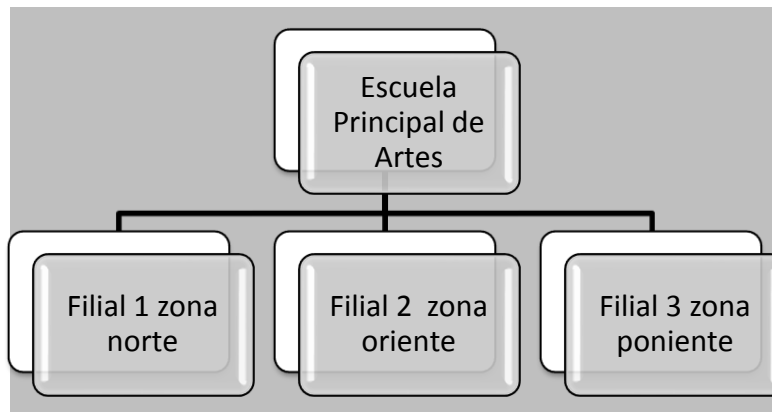 Escuela
Principal de
Artes
Filial 1 zona
norte
Filial 2 zona
oriente
Filial 3 zona
poniente